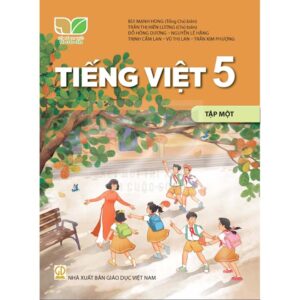 BÙI MẠNH HÙNG (Tổng Chủ biên)
TRẦN THỊ HIỀN LƯƠNG (Chủ biên)
ĐỖ HỒNG DƯƠNG – NGUYỄN LÊ HẰNG
TRỊNH CẨM LAN – VŨ THỊ LAN – TRẦN KIM PHƯỢNG
TIẾNG VIỆT 5
TẬP MỘT
NHÀ XUẤT BẢN GIÁO DỤC VIỆT NAM